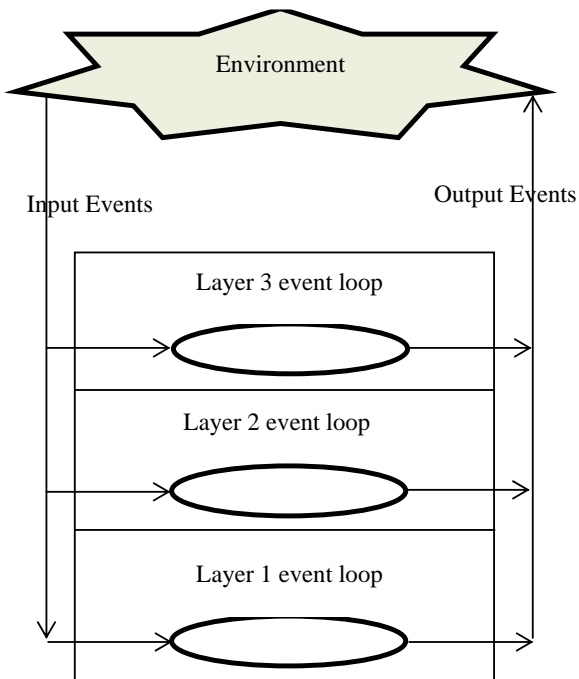 Environment
Input Events
Output Events
Layer 3 event loop
Layer 2 event loop
Layer 1 event loop